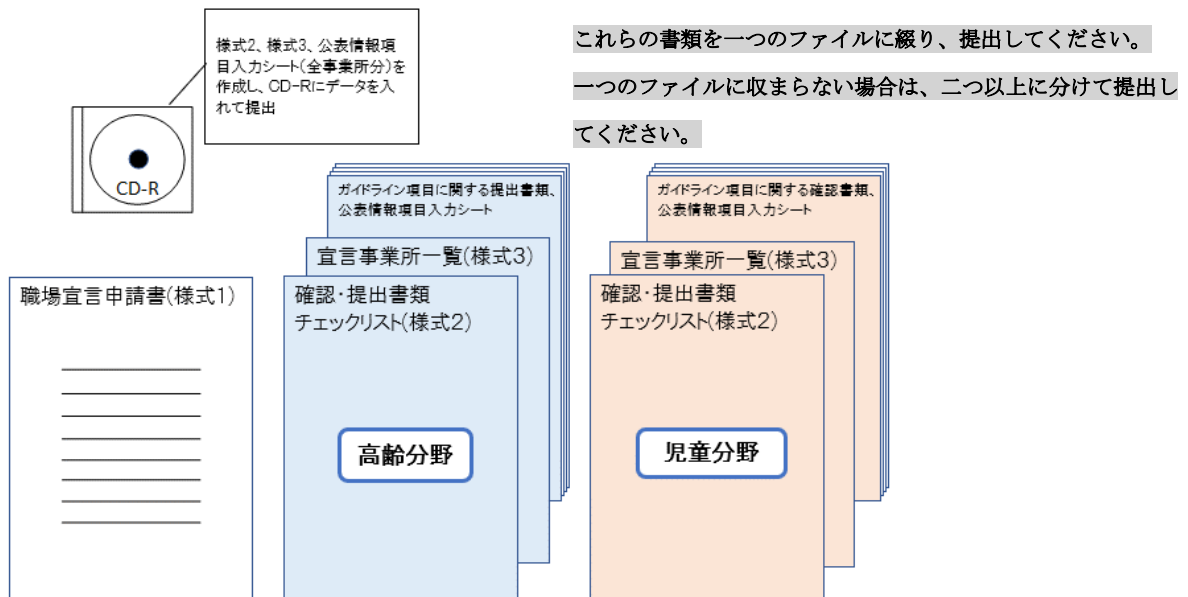 様式2、様式3、公表情報項
目入力シート(全事業所分)を
作成し、CD-Rにデータを入
れて提出
CD-R
これらの書類を一つのファイルに綴り、提出してください。
一つのファイルに収まらない場合は、二つ以上に分けて提出し
てください。
職場宣言申請書(様式1)
ガイドライン項目に関する提出書類、
公表情報項目入力シート
宣言事業所一覧(様式3)
確認・提出書類
チェックリスト(様式2)
高齢分野
ガイドライン項目に関する確認書類、
公表情報項目入力シート
宣言事業所一覧(様式3)
確認・提出書類
チェックリスト(様式2)
児童分野